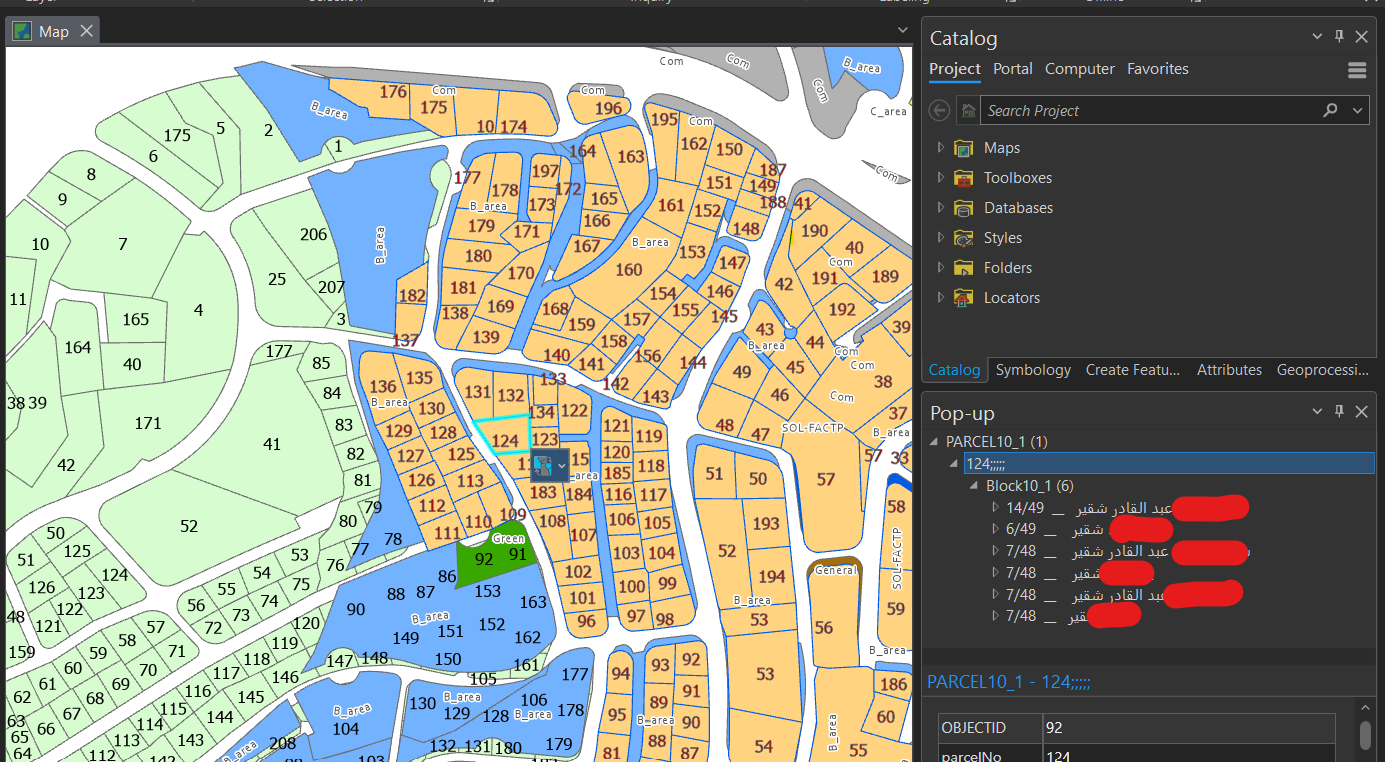 Map
Com Com B_area C_area
176 Com 175 10 174 Com 196 195 Com
B_area 175 5 2 1 6
164 163 162 150 187 Com
8 9 177 178 197 172 173 165 151 149 188 41
B_area 166 161 152 148 190 40
10 7 206 B_area 179 171 167 B_area 153 147 Com
25 207 180 170 160 42 191 189
11 4 3 182 181 138 169 168 154 146 192
165 164 40 137 139 159 157 155 145 43 39
177 85 140 158 141 156 144 B_area 44 Com
84 136 135 133 142 143 49 45 Com 38
38 39 171 83 B_area 130 131 132 134 122 46 Com 37
41 82 129 128 124 123 121 119 48 47 SOL-FACTP B_area
42 81 127 125 15 120 118 57 33
52 79 126 113 183 184 185 116 117 51 50 57 58
50 80 112 110 109 108 106 105 193
51 125 53 77 78 111 Green 107 103 104 52 SOL-FACTP
126 124 55 54 75 76 92 91 102 100 99 194 General
123 122 56 74 86 88 87 153 101 97 98 B_area 59
48 121 72 73 90 B_area 163 96 53 56
159 58 57 120 149 151 152 162 B_area
60 59 71 119 118 147 148 150 161 94 93 92 53 186
62 61 70 117 146 105 177 91
63 68 69 116 145 B_area 130 B_area 106 178 89 95 60
65 66 67 115 144 104 129 128 B_area B_area 90 B_area
64 114 113 143 208 132 131 180 179 81 88 87 54 55
112 142 B_area 103
Catalog
Project Portal Computer Favorites
Search Project
Maps
Toolboxes
Databases
Styles
Folders
Locators
Catalog Symbology Create Featu... Attributes Geoprocessi...
Pop-up
PARCEL10_1 (1)
124;;;;;
Block10_1 (6)
14/49 __ عبد القادر شقير
6/49 __ شقير
7/48 __ عبد القادر شقير
7/48 __
7/48 __ عبد القادر شقير
7/48 __
PARCEL10_1 - 124;;;;;
OBJECTID 92
parcelNo 124